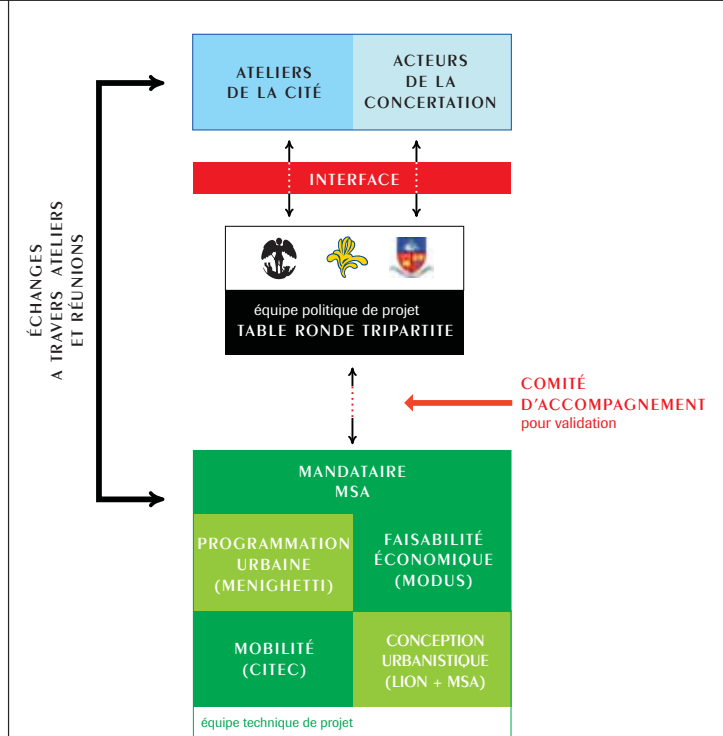 ATELIERS
DE LA CITÉ
ACTEURS
DE LA
CONCERTATION
INTERFACE
ÉCHANGES
A TRAVERS ATELIERS
ET RÉUNIONS
équipe politique de projet
TABLE RONDE TRIPARTITE
COMITÉ
D'ACCOMPAGNEMENT
pour validation
MANDATAIRE
MSA
PROGRAMMATION
URBAINE
(MENIGHETTI)
FAISABILITÉ
ÉCONOMIQUE
(MODUS)
MOBILITÉ
(CITEC)
CONCEPTION
URBANISTIQUE
(LION + MSA)
équipe technique de projet